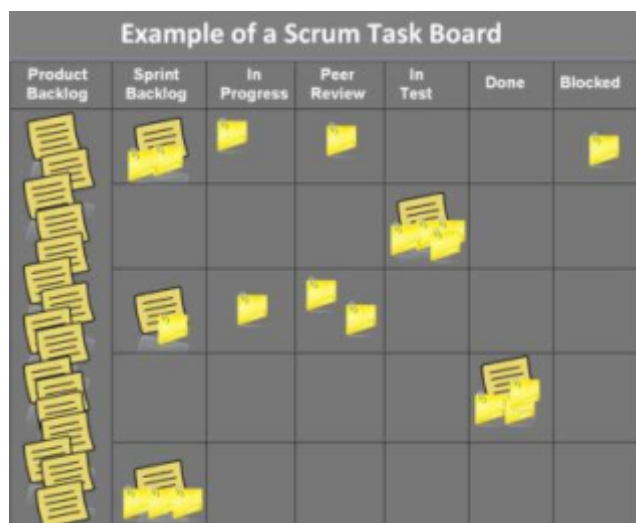 Example of a Scrum Task Board
Product Backlog
Sprint Backlog
In Progress
Peer Review
In Test
Done
Blocked